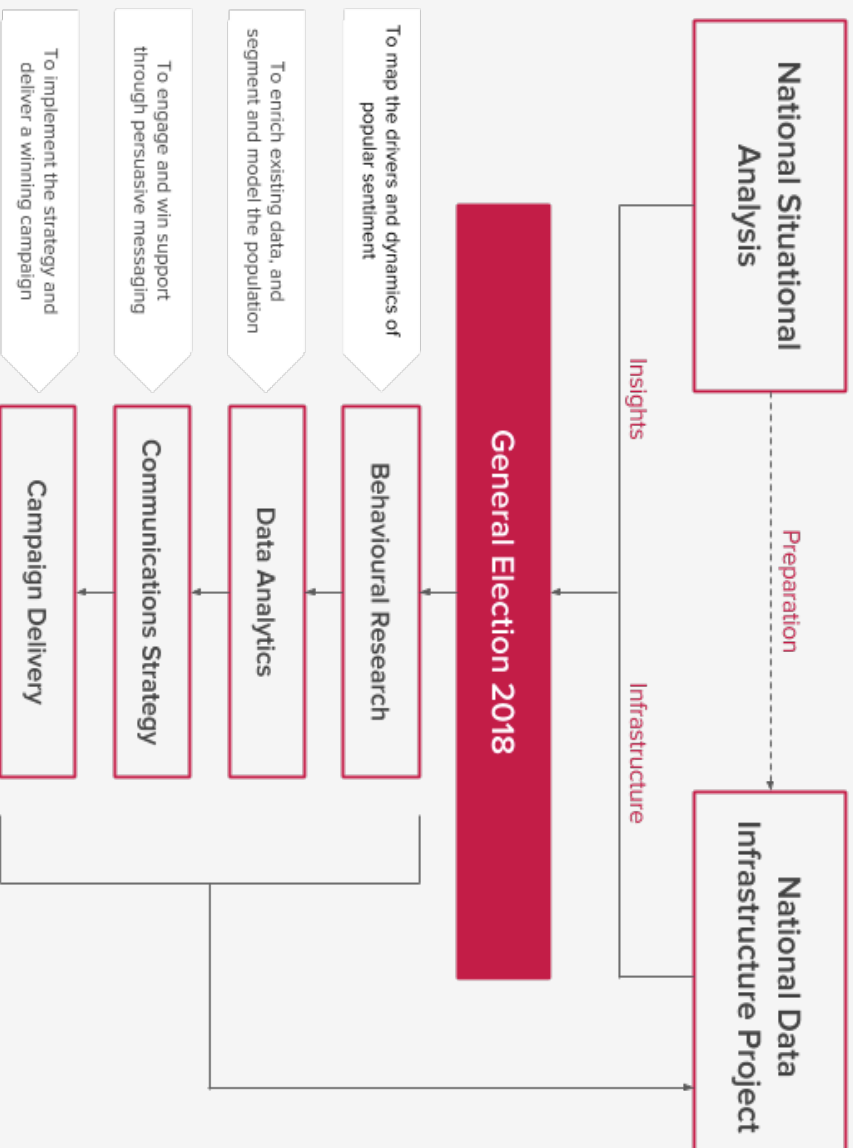 National Situational
Analysis
Preparation
National Data
Infrastructure Project
Insights
Infrastructure
General Election 2018
To map the drivers and dynamics of
popular sentiment
Behavioural Research
To enrich existing data, and
segment and model the population
Data Analytics
To engage and win support
through persuasive messaging
Communications Strategy
To implement the strategy and
deliver a winning campaign
Campaign Delivery